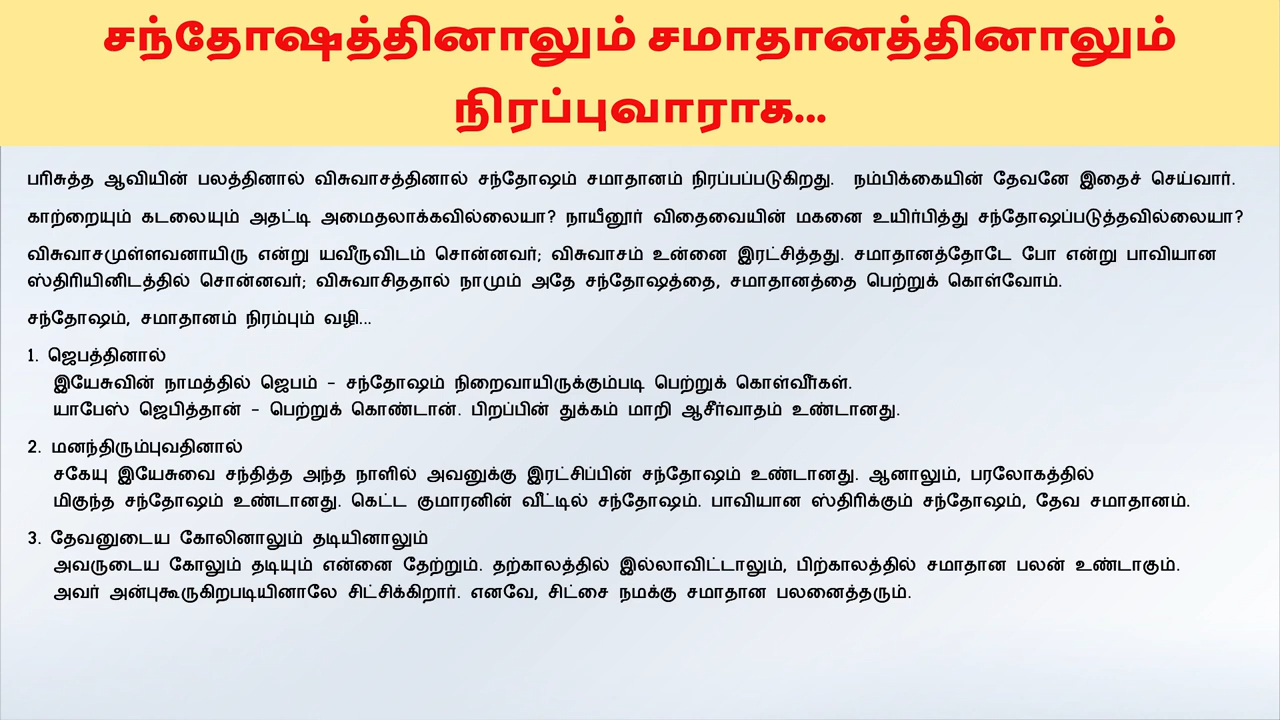 சந்தோஷத்தினாலும் சமாதானத்தினாலும்
நிரப்புவாராக...
பரிசுத்த ஆவியின் பலத்தினால் விசுவாசத்தினால் சந்தோஷம் சமாதானம் நிரப்பப்படுகிறது. நம்பிக்கையின் தேவனே இதைச் செய்வார்.
காற்றையும் கடலையும் அதட்டி அமைதலாக்கவில்லையா? நாயீனூர் விதைவையின் மகனை உயிர்பித்து சந்தோஷப்படுத்தவில்லையா?
விசுவாசமுள்ளவனாயிரு என்று யவீருவிடம் சொன்னவர்; விசுவாசம் உன்னை இரட்சித்தது. சமாதானத்தோடே போ என்று பாவியான
ஸ்திரியினிடத்தில் சொன்னவர்; விசுவாசிததால் நாமும் அதே சந்தோஷத்தை, சமாதானத்தை பெற்றுக் கொள்வோம்.
சந்தோஷம், சமாதானம் நிரம்பும் வழி...
1. ஜெபத்தினால்
இயேசுவின் நாமத்தில் ஜெபம் - சந்தோஷம் நிறைவாயிருக்கும்படி பெற்றுக் கொள்வீர்கள்.
யாபேஸ் ஜெபித்தான் - பெற்றுக் கொண்டான். பிறப்பின் துக்கம் மாறி ஆசீர்வாதம் உண்டானது.
2. மனந்திரும்புவதினால்
சகேயு இயேசுவை சந்தித்த அந்த நாளில் அவனுக்கு இரட்சிப்பின் சந்தோஷம் உண்டானது. ஆனாலும், பரலோகத்தில்
மிகுந்த சந்தோஷம் உண்டானது. கெட்ட குமாரனின் வீட்டில் சந்தோஷம். பாவியான ஸ்திரிக்கும் சந்தோஷம், தேவ சமாதானம்.
3. தேவனுடைய கோலினாலும் தடியினாலும்
அவருடைய கோலும் தடியும் என்னை தேற்றும். தற்காலத்தில் இல்லாவிட்டாலும், பிற்காலத்தில் சமாதான பலன் உண்டாகும்.
அவர் அன்புகூருகிறபடியினாலே சிட்சிக்கிறார். எனவே, சிட்சை நமக்கு சமாதான பலனைத்தரும்.